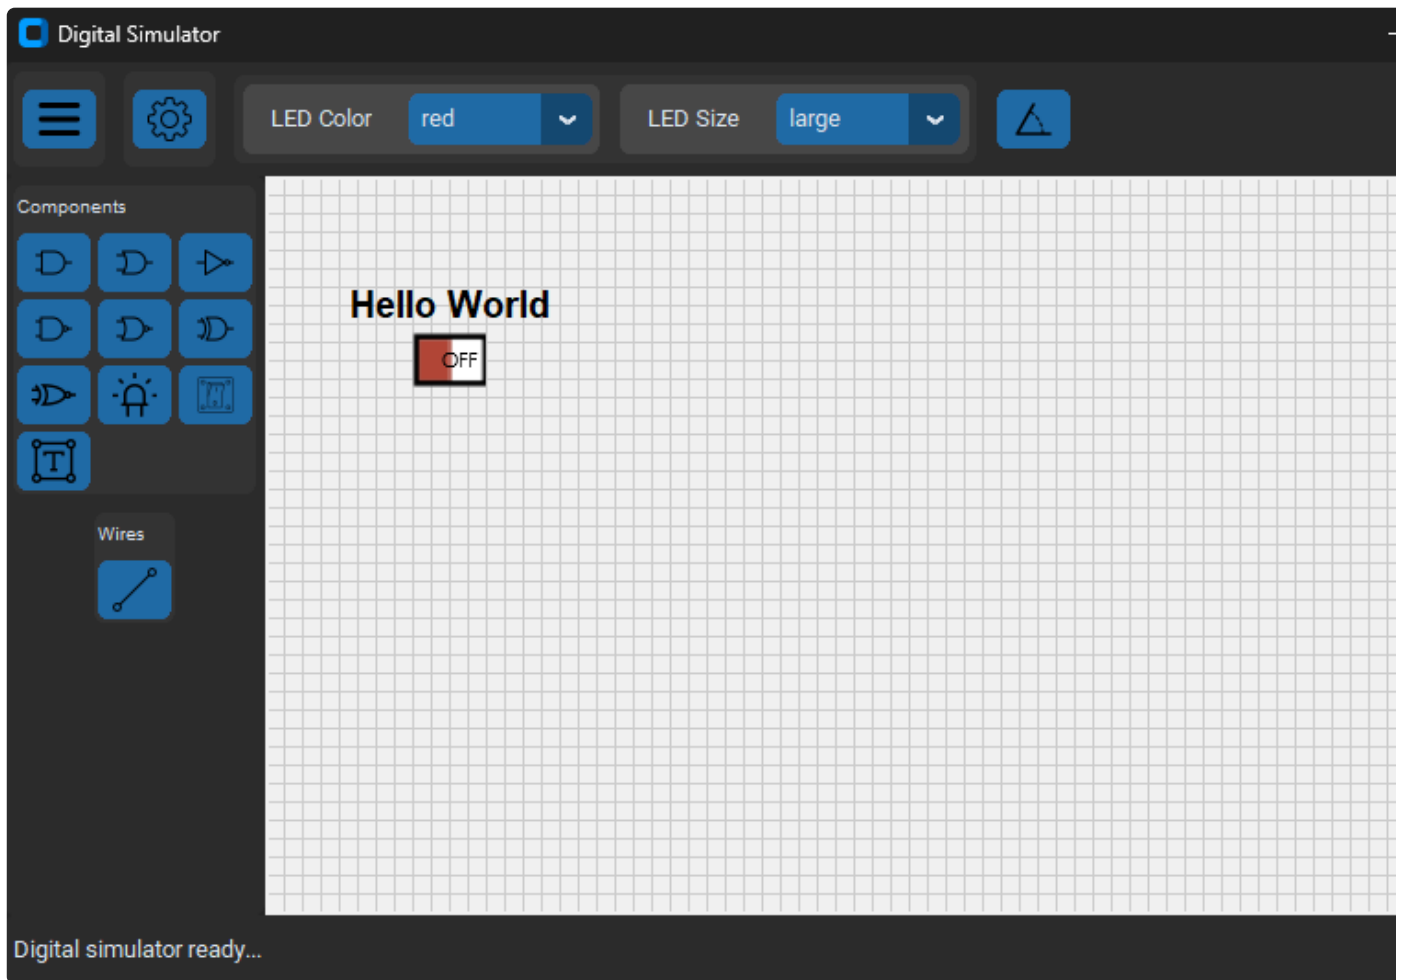 Digital Simulator
LED Color
red
LED Size
large
Components
T
Wires
Hello World
OFF
Digital simulator ready...